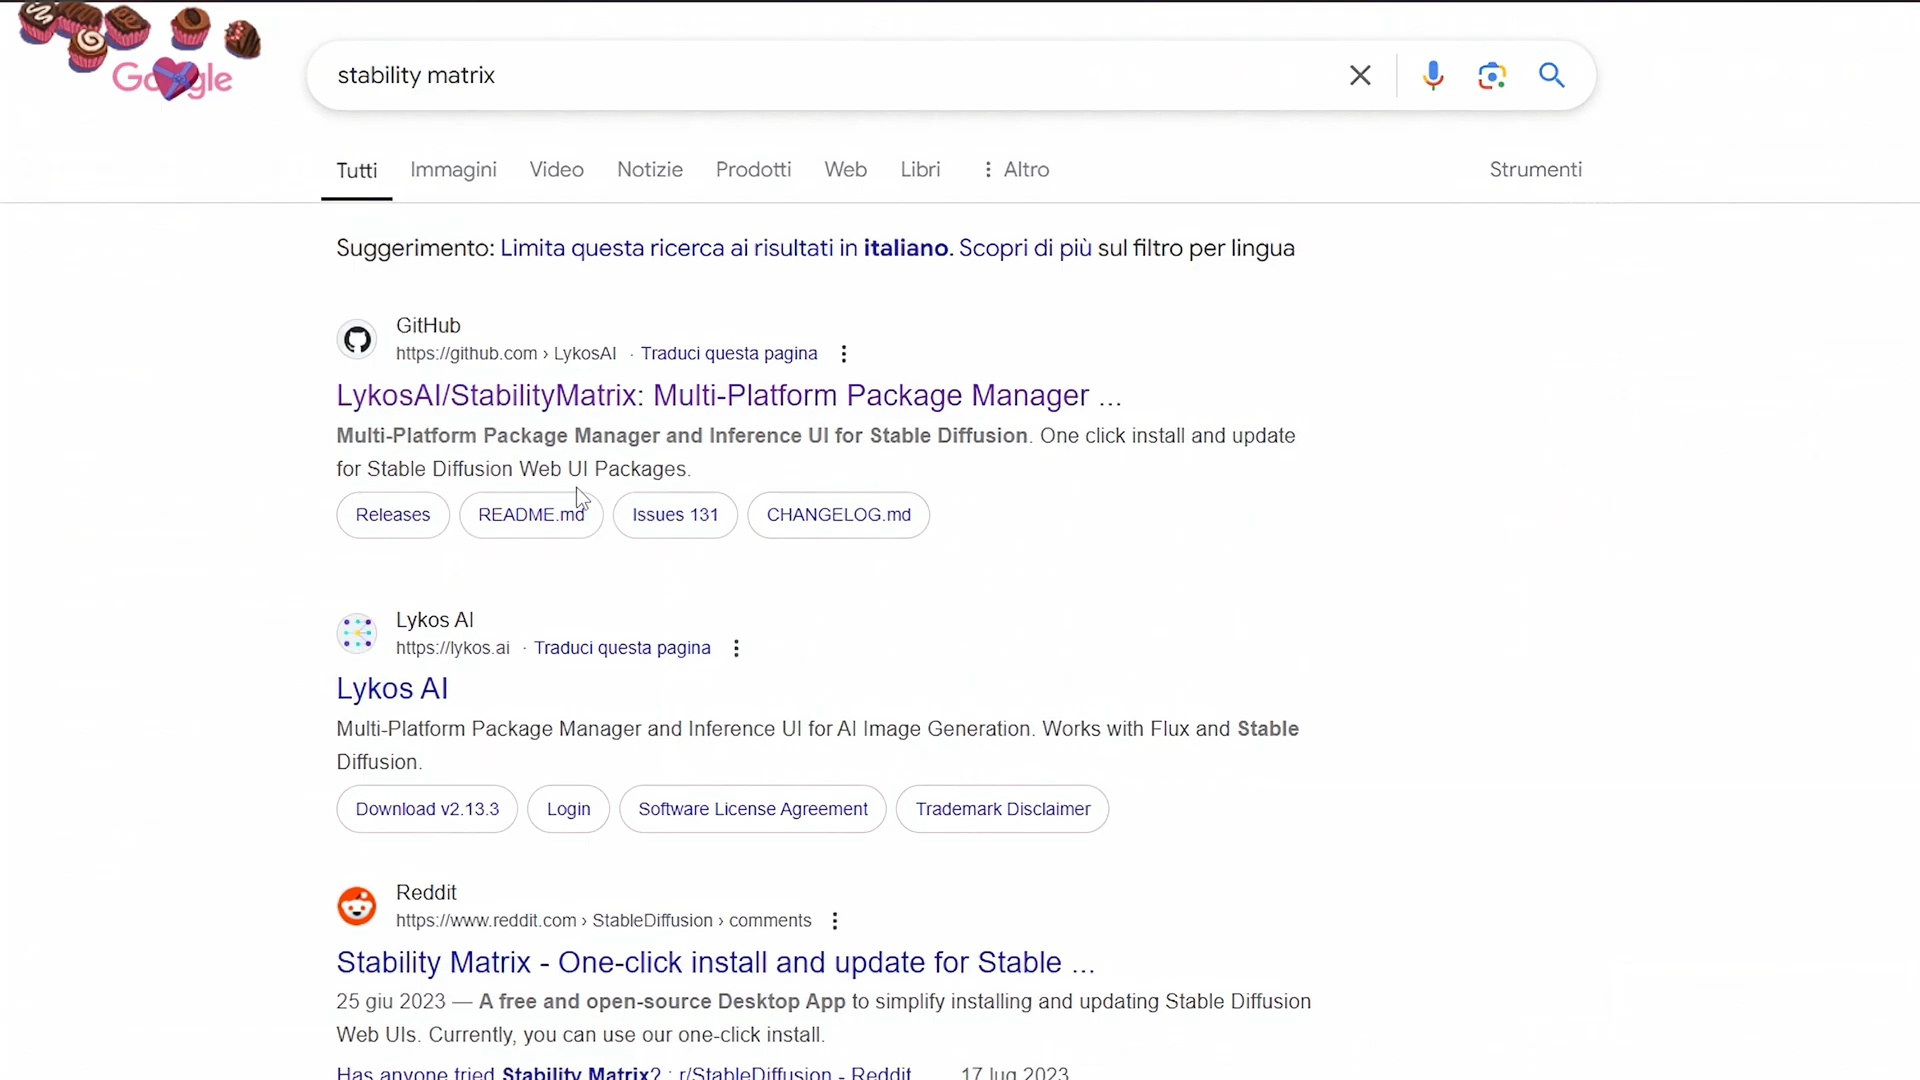 Google
stability matrix
Tutti Immagini Video Notizie Prodotti Web Libri Altro Strumenti
Suggerimento: Limita questa ricerca ai risultati in italiano. Scopri di più sul filtro per lingua
GitHub
https://github.com › LykosAI · Traduci questa pagina
LykosAI/StabilityMatrix: Multi-Platform Package Manager ...
Multi-Platform Package Manager and Inference UI for Stable Diffusion. One click install and update
for Stable Diffusion Web UI Packages.
Releases README.md Issues 131 CHANGELOG.md
Lykos AI
https://lykos.ai · Traduci questa pagina
Lykos AI
Multi-Platform Package Manager and Inference UI for AI Image Generation. Works with Flux and Stable
Diffusion.
Download v2.13.3 Login Software License Agreement Trademark Disclaimer
Reddit
https://www.reddit.com › StableDiffusion › comments
Stability Matrix - One-click install and update for Stable ...
25 giu 2023 — A free and open-source Desktop App to simplify installing and updating Stable Diffusion
Web UIs. Currently, you can use our one-click install.
Has anyone tried Stability Matrix? : r/StableDiffusion - Reddit 17 lug 2023